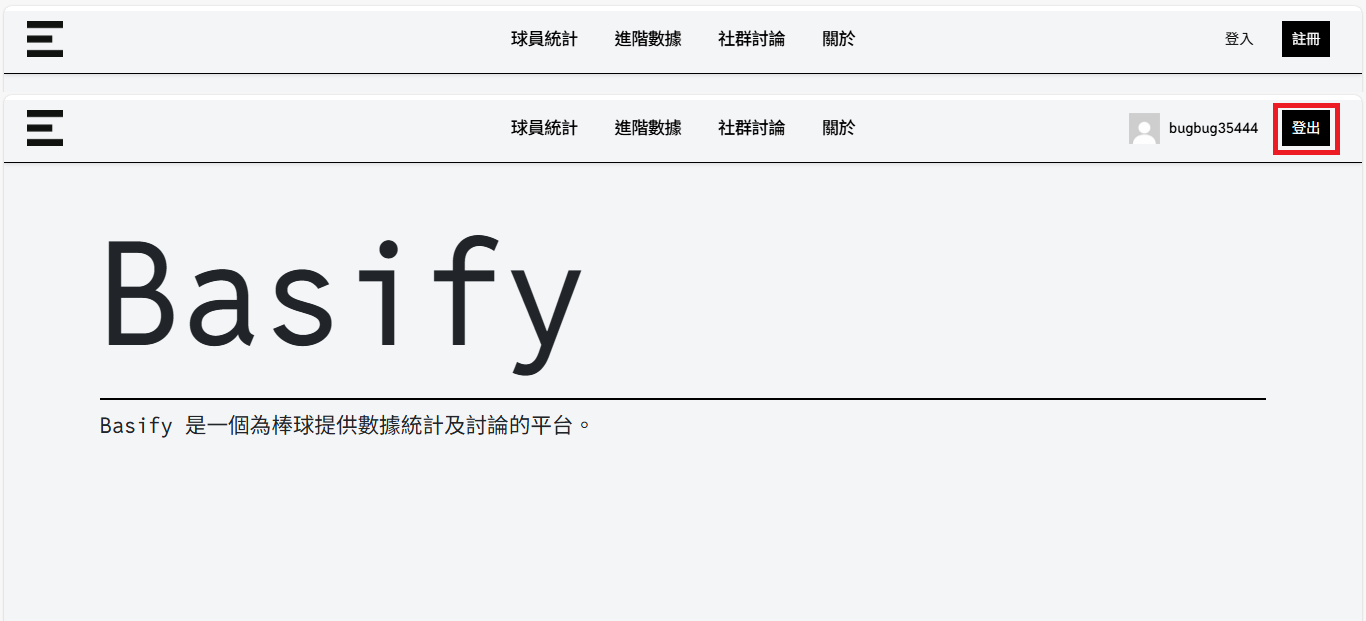 球員統計 進階數據 社群討論 關於 登入 註冊
球員統計 進階數據 社群討論 關於 bugbug35444 登出
Basify
Basify 是一個為棒球提供數據統計及討論的平台。